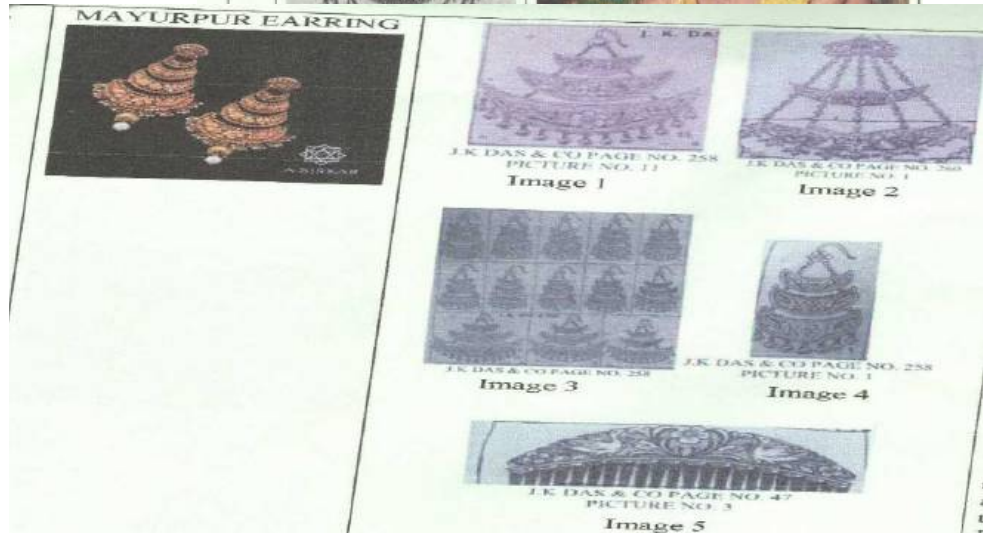 MAYURPUR EARRING
A SIRKAR
J. K. DAS
J.K DAS & CO PAGE NO. 258
PICTURE NO. 11
Image 1
J.K DAS & CO PAGE NO. 260
PICTURE NO. 1
Image 2
J.K DAS & CO PAGE NO. 258
Image 3
J.K DAS & CO PAGE NO. 258
PICTURE NO. 1
Image 4
J.K DAS & CO PAGE NO. 47
PICTURE NO. 3
Image 5